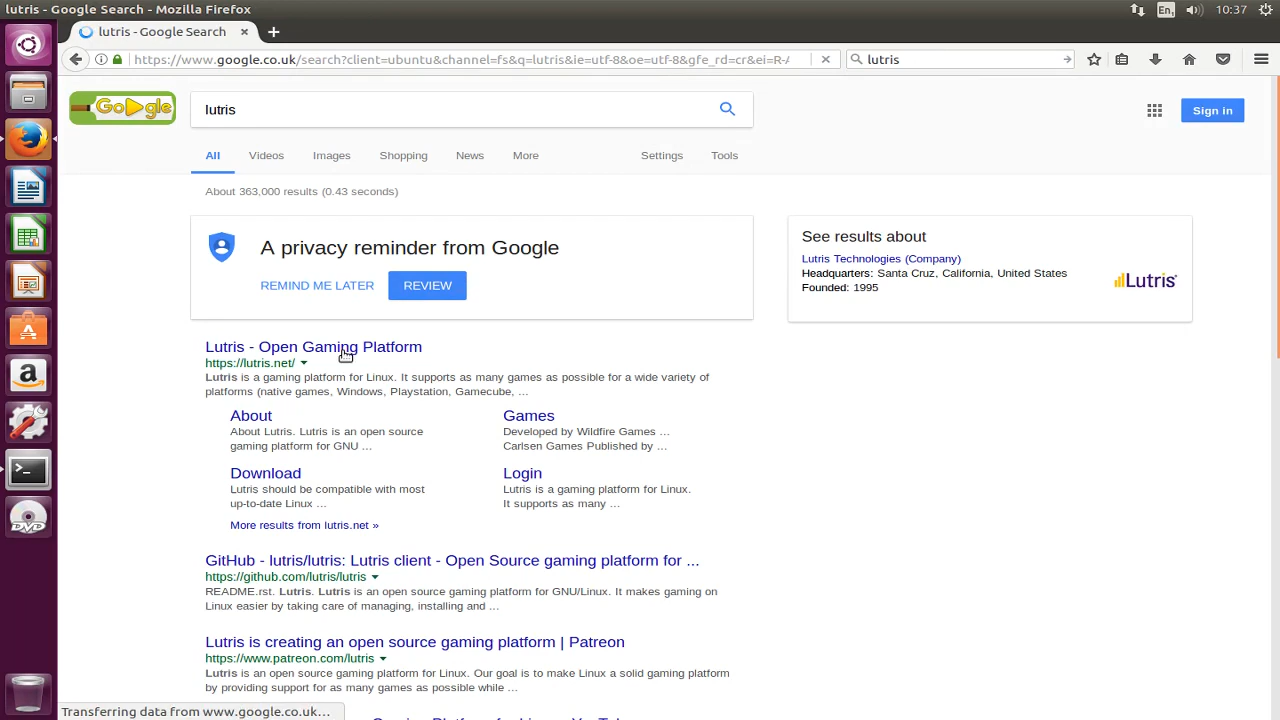 lutris - Google Search - Mozilla Firefox
En
10:37
lutris - Google Search
https://www.google.co.uk/search?client=ubuntu&channel=fs&q=lutris&ie=utf-8&oe=utf-8&gfe_rd=cr&ei=R-A
lutris
Google
lutris
Sign in
All Videos Images Shopping News More Settings Tools
About 363,000 results (0.43 seconds)
A privacy reminder from Google
REMIND ME LATER REVIEW
See results about
Lutris Technologies (Company)
Headquarters: Santa Cruz, California, United States
Founded: 1995
Lutris
Lutris - Open Gaming Platform
https://lutris.net/
Lutris is a gaming platform for Linux. It supports as many games as possible for a wide variety of
platforms (native games, Windows, Playstation, Gamecube, ...
About
About Lutris. Lutris is an open source
gaming platform for GNU ...
Games
Developed by Wildfire Games ...
Carlsen Games Published by ...
Download
Lutris should be compatible with most
up-to-date Linux ...
Login
Lutris is a gaming platform for Linux.
It supports as many ...
More results from lutris.net »
GitHub - lutris/lutris: Lutris client - Open Source gaming platform for ...
https://github.com/lutris/lutris
README.rst. Lutris. Lutris is an open source gaming platform for GNU/Linux. It makes gaming on
Linux easier by taking care of managing, installing and ...
Lutris is creating an open source gaming platform | Patreon
https://www.patreon.com/lutris
Lutris is an open source gaming platform for Linux. Our goal is to make Linux a solid gaming platform
by providing support for as many games as possible while ...
Transferring data from www.google.co.uk...